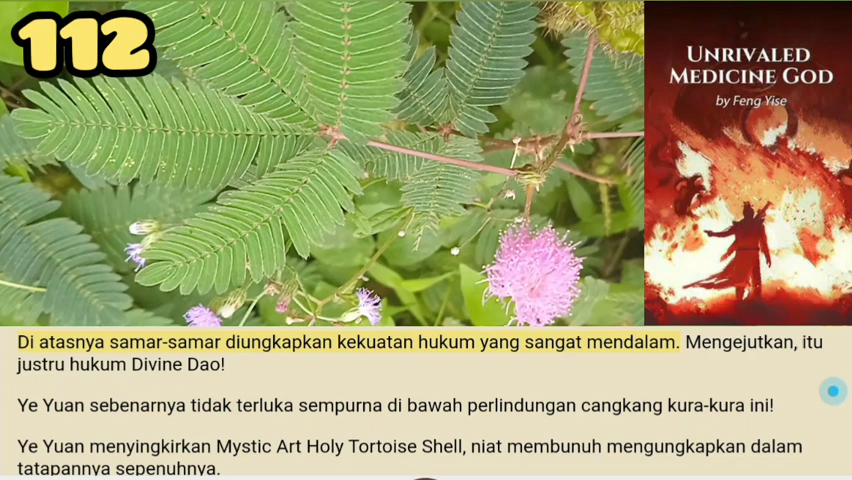 112
UNRIVALED
MEDICINE GOD
by Feng Yise
Di atasnya samar-samar diungkapkan kekuatan hukum yang sangat mendalam. Mengejutkan, itu
justru hukum Divine Dao!
Ye Yuan sebenarnya tidak terluka sempurna di bawah perlindungan cangkang kura-kura ini!
Ye Yuan menyingkirkan Mystic Art Holy Tortoise Shell, niat membunuh mengungkapkan dalam
tatapannya sepenuhnya.